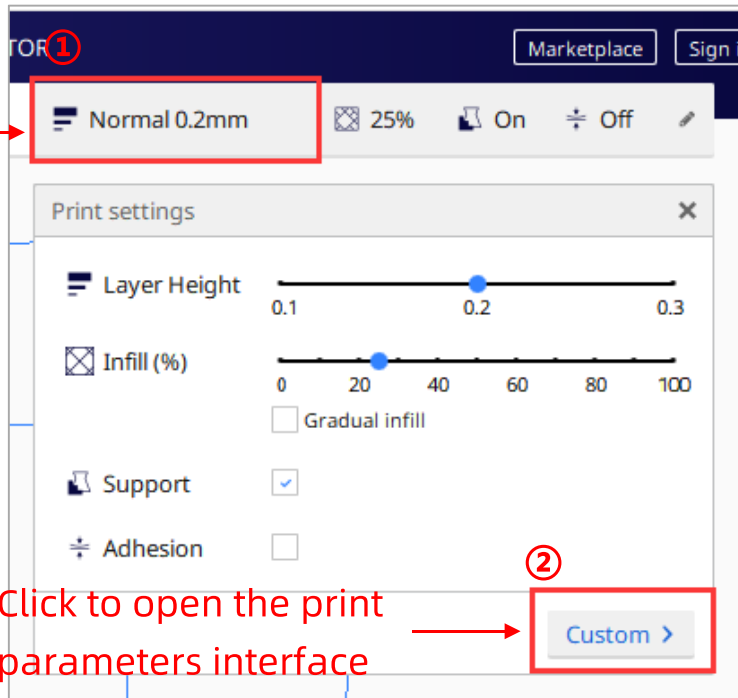 TOR ①
Marketplace Sign i
Normal 0.2mm 25% On Off
Print settings
Layer Height
0.1 0.2 0.3
Infill (%)
0 20 40 60 80 100
Gradual infill
Support
Adhesion
②
Click to open the print
parameters interface
Custom